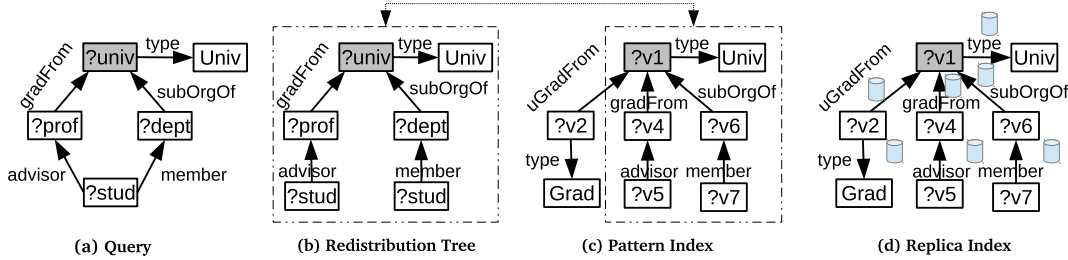 ?univ
type
Univ
gradFrom
subOrgOf
?prof
?dept
advisor
member
?stud
(a) Query
?univ
type
Univ
gradFrom
subOrgOf
?prof
?dept
advisor
member
?stud
?stud
(b) Redistribution Tree
?v1
type
Univ
uGradFrom
gradFrom
subOrgOf
?v2
?v4
?v6
type
advisor
member
Grad
?v5
?v7
(c) Pattern Index
?v1
type
Univ
uGradFrom
gradFrom
subOrgOf
?v2
?v4
?v6
type
advisor
member
Grad
?v5
?v7
(d) Replica Index